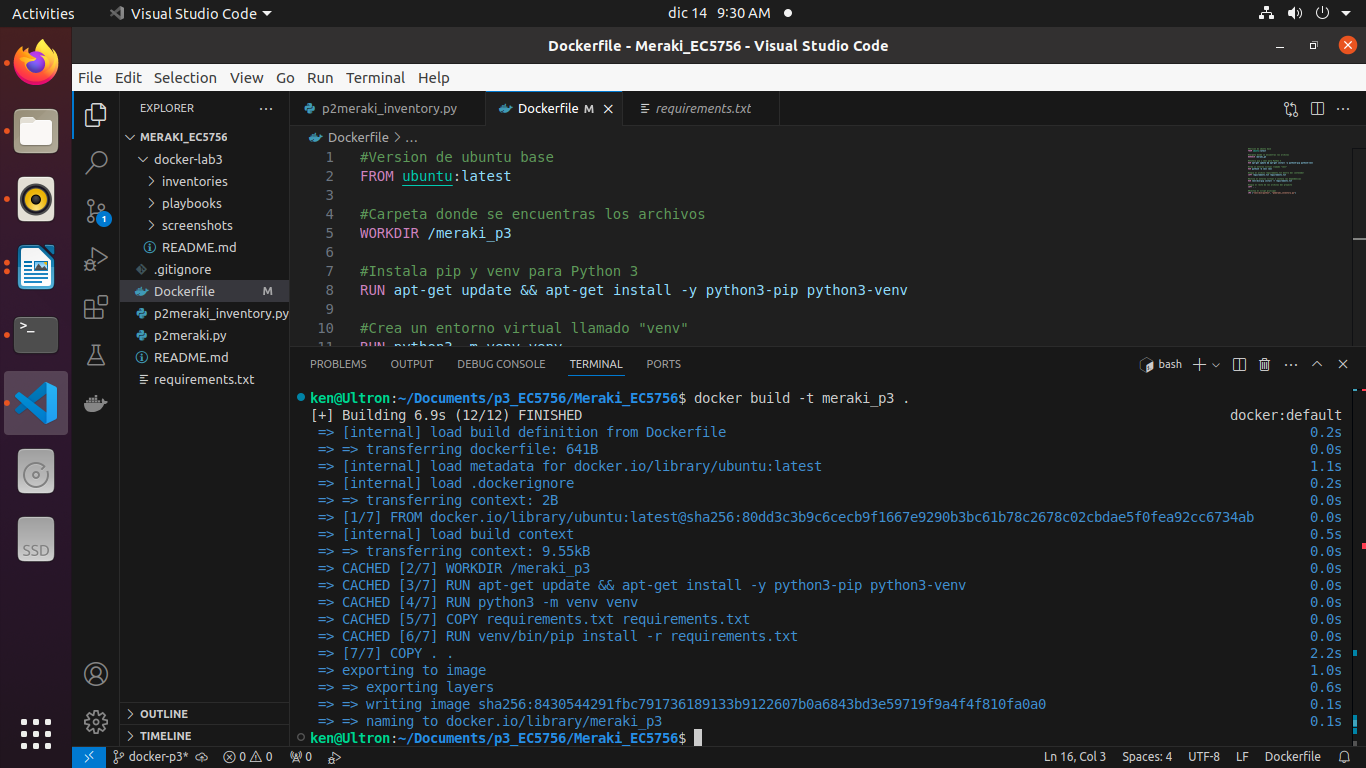 Activities Visual Studio Code dic 14 9:30 AM
Dockerfile - Meraki_EC5756 - Visual Studio Code
File Edit Selection View Go Run Terminal Help
EXPLORER
MERAKI_EC5756
docker-lab3
inventories
playbooks
screenshots
README.md
.gitignore
Dockerfile M
p2meraki_inventory.py
p2meraki.py
README.md
requirements.txt
OUTLINE
TIMELINE
1
SSD
p2meraki_inventory.py Dockerfile M requirements.txt
Dockerfile > ...
1 #Version de ubuntu base
2 FROM ubuntu:latest
3
4 #Carpeta donde se encuentras los archivos
5 WORKDIR /meraki_p3
6
7 #Instala pip y venv para Python 3
8 RUN apt-get update && apt-get install -y python3-pip python3-venv
9
10 #Crea un entorno virtual llamado "venv"
11 RUN python3 -m venv venv
PROBLEMS OUTPUT DEBUG CONSOLE TERMINAL PORTS bash
ken@Ultron:~/Documents/p3_EC5756/Meraki_EC5756$ docker build -t meraki_p3 .
[+] Building 6.9s (12/12) FINISHED docker:default
=> [internal] load build definition from Dockerfile 0.2s
=> => transferring dockerfile: 641B 0.0s
=> [internal] load metadata for docker.io/library/ubuntu:latest 1.1s
=> [internal] load .dockerignore 0.2s
=> => transferring context: 2B 0.0s
=> [1/7] FROM docker.io/library/ubuntu:latest@sha256:80dd3c3b9c6cecb9f1667e9290b3bc61b78c2678c02cbdae5f0fea92cc6734ab 0.0s
=> [internal] load build context 0.5s
=> => transferring context: 9.55kB 0.0s
=> CACHED [2/7] WORKDIR /meraki_p3 0.0s
=> CACHED [3/7] RUN apt-get update && apt-get install -y python3-pip python3-venv 0.0s
=> CACHED [4/7] RUN python3 -m venv venv 0.0s
=> CACHED [5/7] COPY requirements.txt requirements.txt 0.0s
=> CACHED [6/7] RUN venv/bin/pip install -r requirements.txt 0.0s
=> [7/7] COPY . . 2.2s
=> exporting to image 1.0s
=> => exporting layers 0.6s
=> => writing image sha256:8430544291fbc791736189133b9122607b0a6843bd3e59719f9a4f4f810fa0a0 0.1s
=> => naming to docker.io/library/meraki_p3 0.1s
ken@Ultron:~/Documents/p3_EC5756/Meraki_EC5756$
docker-p3* 0 0 0 Ln 16, Col 3 Spaces: 4 UTF-8 LF Dockerfile